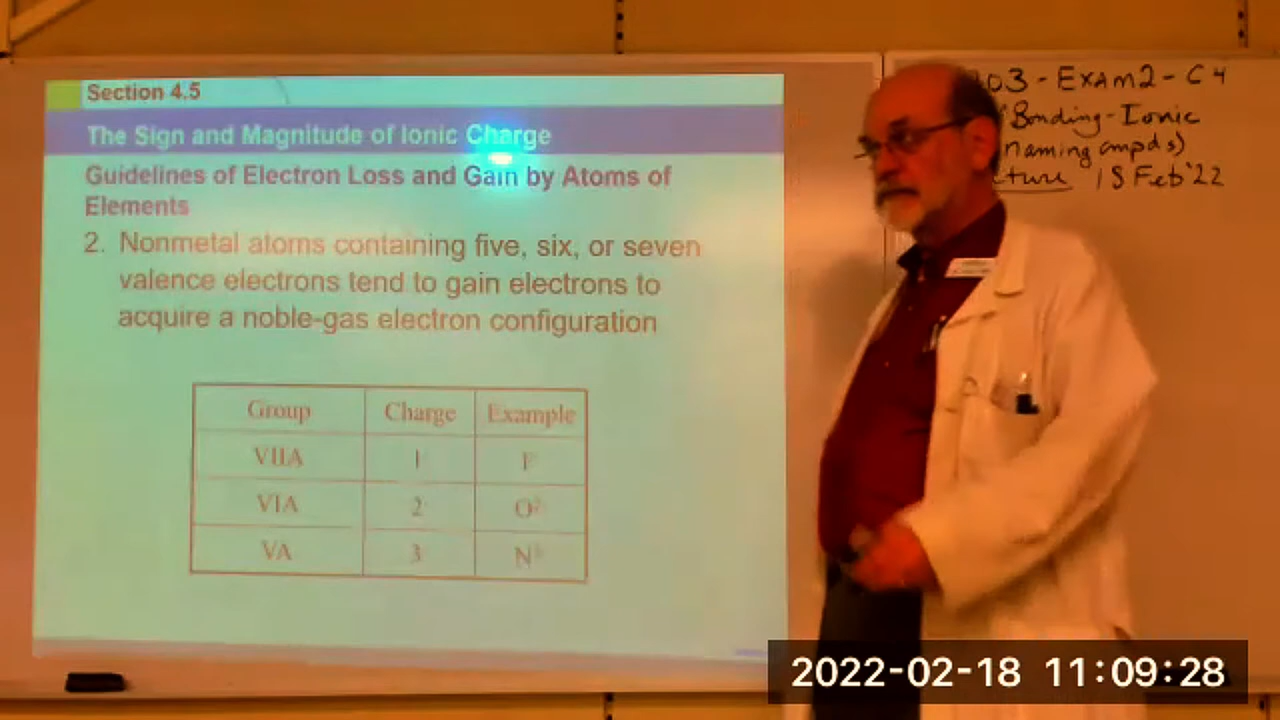 Section 4.5
The Sign and Magnitude of Ionic Charge
Guidelines of Electron Loss and Gain by Atoms of
Elements
2. Nonmetal atoms containing five, six, or seven
valence electrons tend to gain electrons to
acquire a noble-gas electron configuration
Group Charge Example
VIIA 1
VIA 2 O²
VA 3 N³
03 - Exam2 - C4
Bonding - Ionic
naming cmpds)
18 Feb '22
2022-02-18 11:09:28